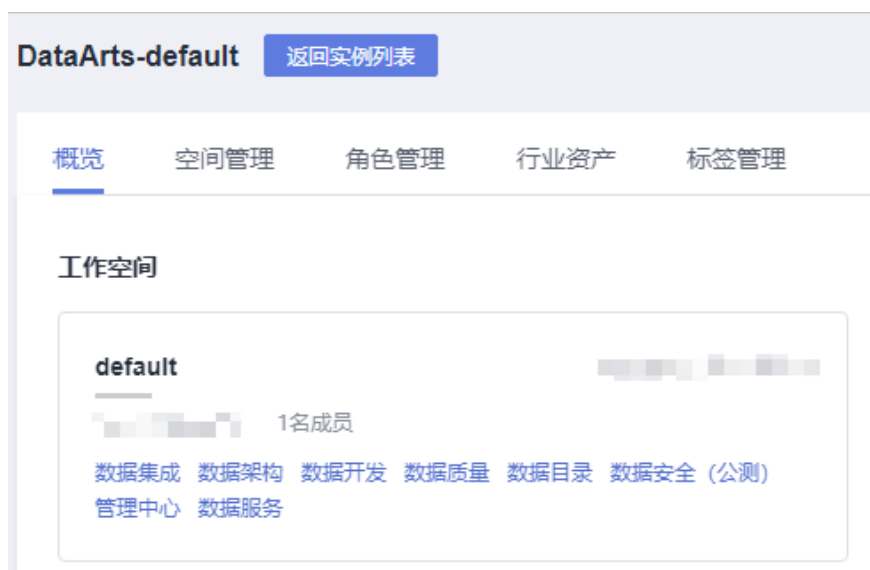 DataArts-default 返回实例列表
概览 空间管理 角色管理 行业资产 标签管理
工作空间
default
1名成员
数据集成 数据架构 数据开发 数据质量 数据目录 数据安全（公测）
管理中心 数据服务